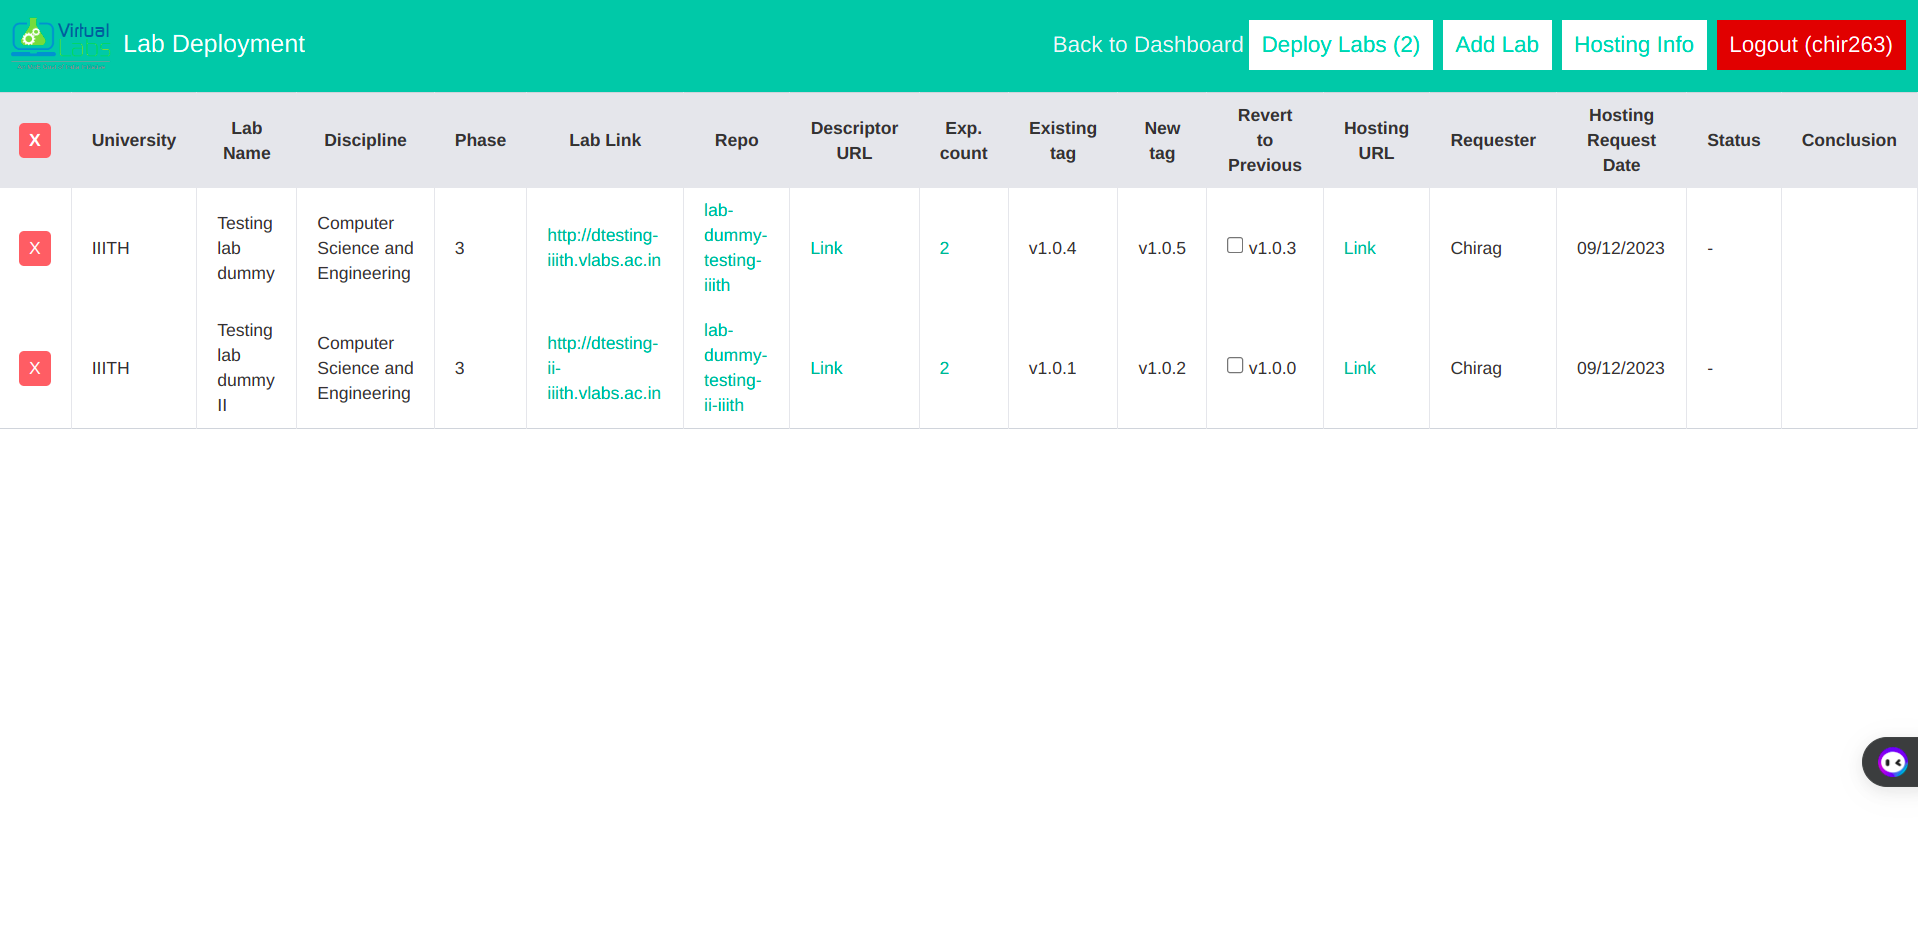 Virtual
Lab Deployment
Back to Dashboard
Deploy Labs (2)
Add Lab
Hosting Info
Logout (chir263)
X
University
Lab
Name
Discipline
Phase
Lab Link
Repo
Descriptor
URL
Exp.
count
Existing
tag
New
tag
Revert
to
Previous
Hosting
URL
Requester
Hosting
Request
Date
Status
Conclusion
X
IIITH
Testing
lab
dummy
Computer
Science and
Engineering
3
http://dtesting-
iiith.vlabs.ac.in
lab-
dummy-
testing-
iiith
Link
2
v1.0.4
v1.0.5
v1.0.3
Link
Chirag
09/12/2023
-
X
IIITH
Testing
lab
dummy
II
Computer
Science and
Engineering
3
http://dtesting-
ii-
iiith.vlabs.ac.in
lab-
dummy-
testing-
ii-iiith
Link
2
v1.0.1
v1.0.2
v1.0.0
Link
Chirag
09/12/2023
-